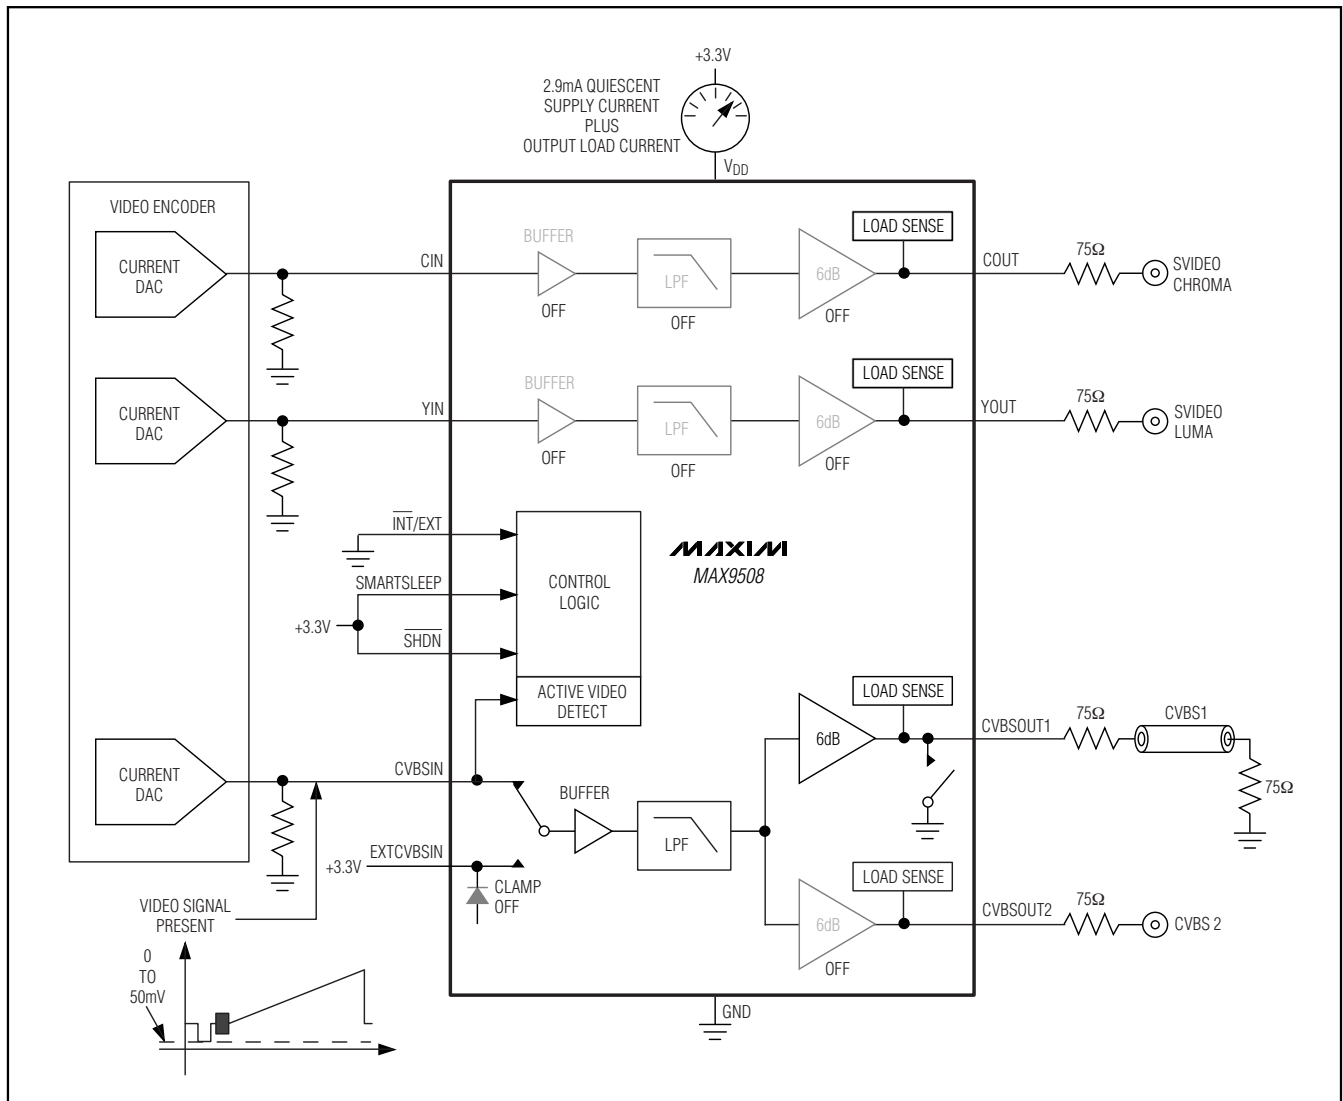 +3.3V
2.9mA QUIESCENT
SUPPLY CURRENT
PLUS
OUTPUT LOAD CURRENT
VDD
VIDEO ENCODER
CURRENT
DAC
CIN
BUFFER
OFF
LPF
OFF
6dB
OFF
LOAD SENSE
COUT
75Ω
SVIDEO
CHROMA
CURRENT
DAC
YIN
BUFFER
OFF
LPF
OFF
6dB
OFF
LOAD SENSE
YOUT
75Ω
SVIDEO
LUMA
INT/EXT
SMARTSLEEP
+3.3V
SHDN
CONTROL
LOGIC
ACTIVE VIDEO
DETECT
MAXIM
MAX9508
CURRENT
DAC
CVBSIN
BUFFER
LPF
EXTCVBSIN
+3.3V
CLAMP
OFF
6dB
LOAD SENSE
CVBSOUT1
75Ω
CVBS1
75Ω
6dB
OFF
LOAD SENSE
CVBSOUT2
75Ω
CVBS 2
VIDEO SIGNAL
PRESENT
0
TO
50mV
GND